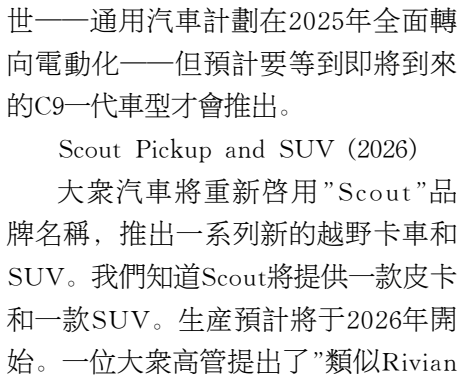 世——通用汽車計劃在2025年全面轉
向電動化——但預計要等到即將到來
的C9一代車型才會推出。
Scout Pickup and SUV (2026)
大衆汽車將重新啓用"Scout"品
牌名稱，推出一系列新的越野卡車和
SUV。我們知道Scout將提供一款皮卡
和一款SUV。生産預計將于2026年開
始。一位大衆高管提出了"類似Rivian